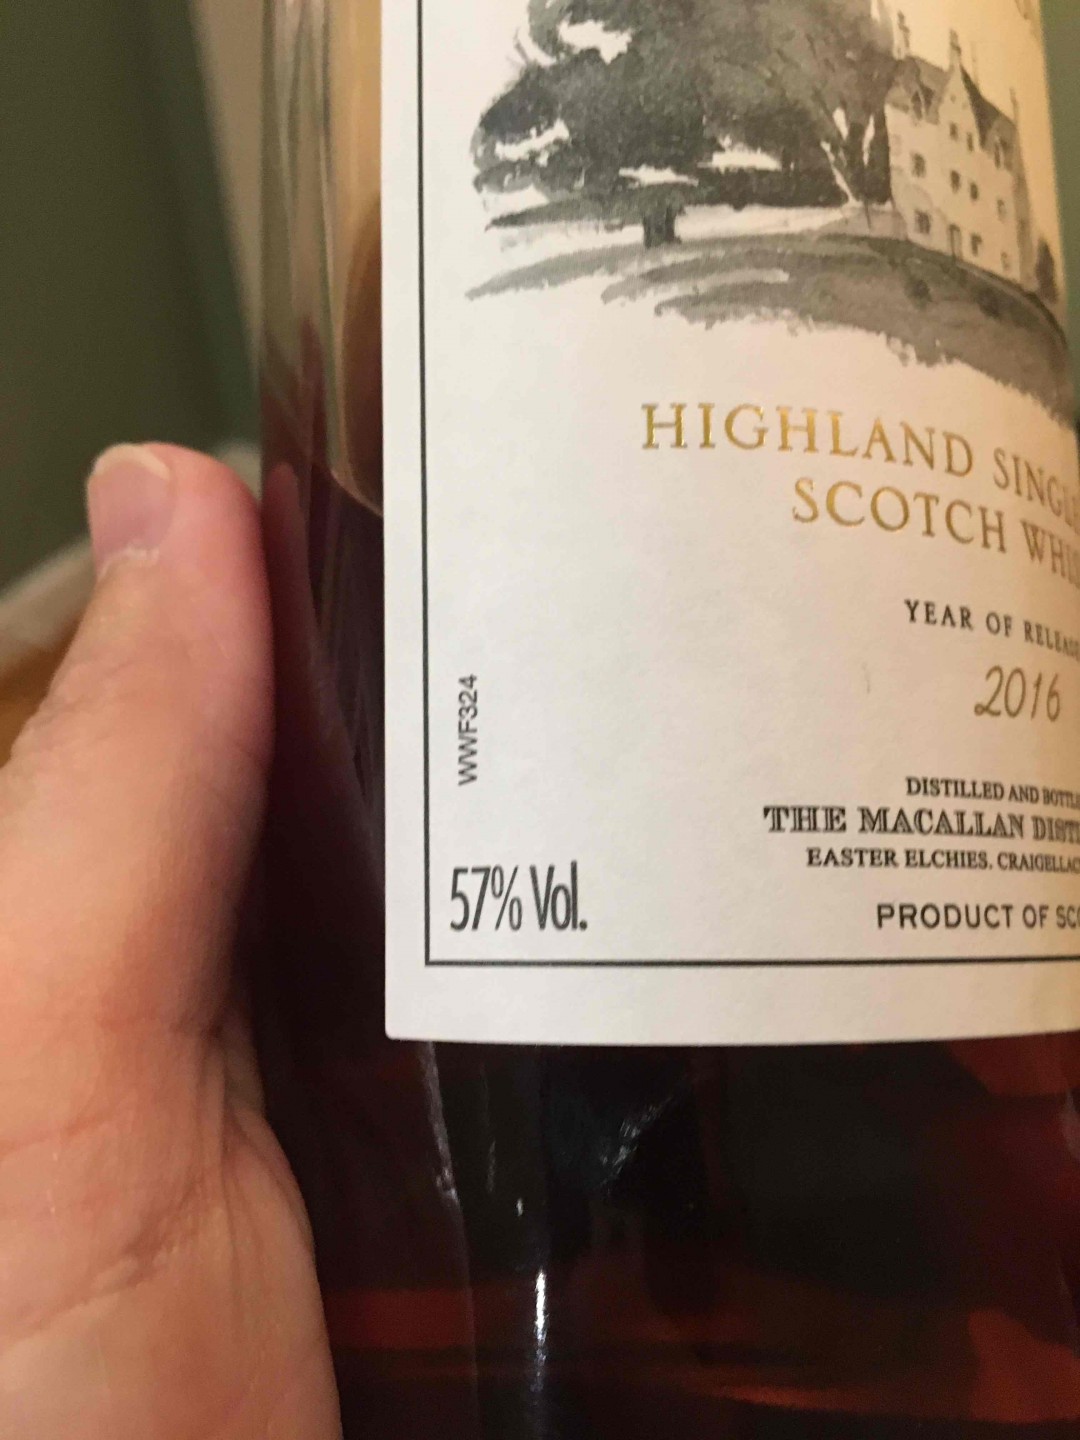 HIGHLAND
SCOTCH
YEAR OF
2016
DISTILLED AND
THE MACALLAN
EASTER ELCHIES, 
PRODUCT OF
WWF324
57% Vol.